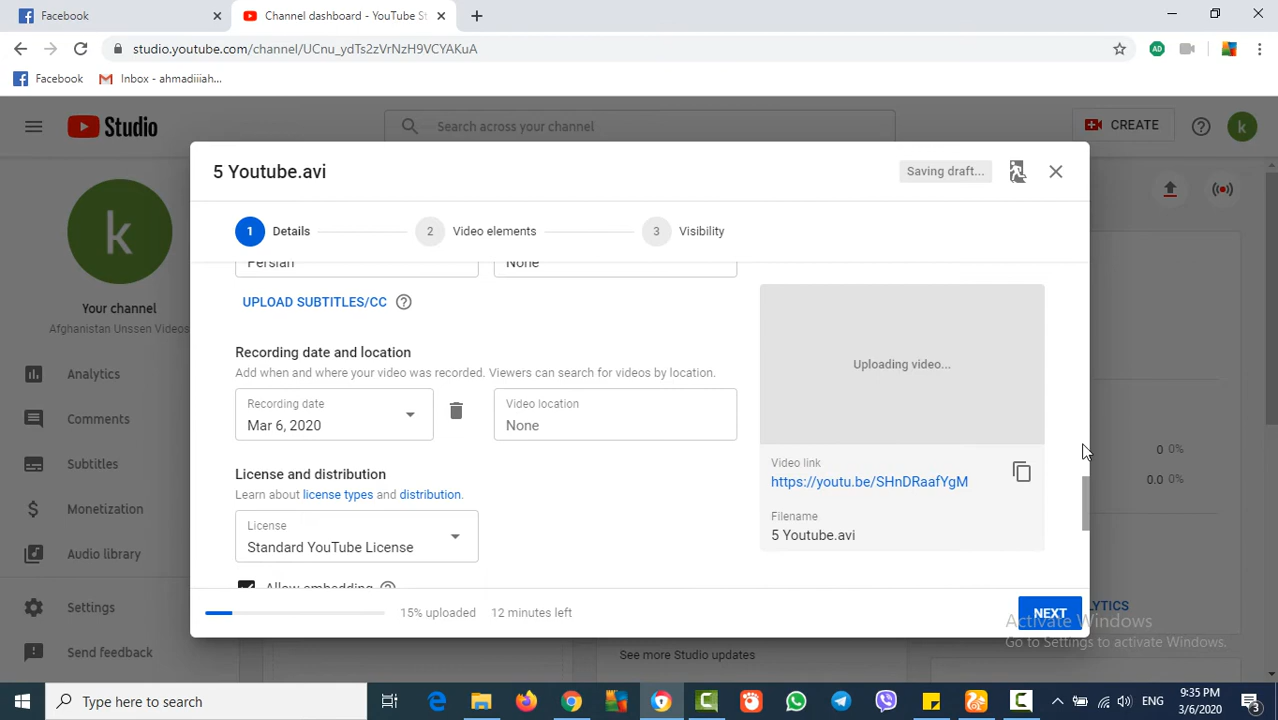 Facebook
Channel dashboard - YouTube St
studio.youtube.com/channel/UCnu_ydTs2zVrNzH9VCYAKuA
Facebook
Inbox - ahmadiiiah...
Studio
Search across your channel
CREATE
k
5 Youtube.avi
Saving draft...
1 Details
2 Video elements
3 Visibility
k
Your channel
Afghanistan Unssen Videos
Analytics
Comments
Subtitles
Monetization
Audio library
Settings
Send feedback
Persian
None
UPLOAD SUBTITLES/CC
Recording date and location
Add when and where your video was recorded. Viewers can search for videos by location.
Recording date
Mar 6, 2020
Video location
None
License and distribution
Learn about license types and distribution.
License
Standard YouTube License
Allow embedding
Uploading video...
Video link
https://youtu.be/SHnDRaafYgM
Filename
5 Youtube.avi
0 0%
0.0 0%
15% uploaded
12 minutes left
NEXT
LYTICS
Activate Windows
Go to Settings to activate Windows.
See more Studio updates
Type here to search
ENG
9:35 PM
3/6/2020
3